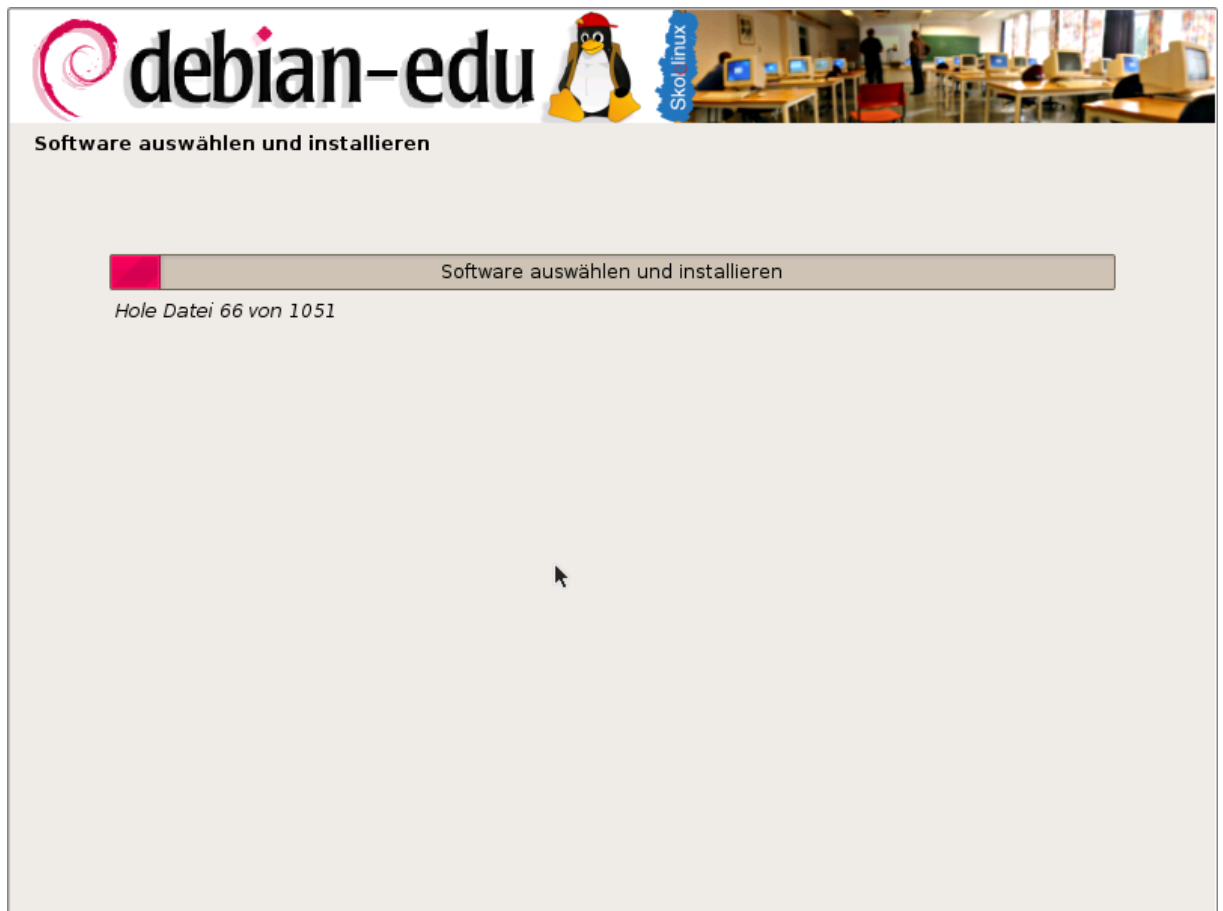 debian-edu
Skolelinux
Software auswählen und installieren
Software auswählen und installieren
Hole Datei 66 von 1051